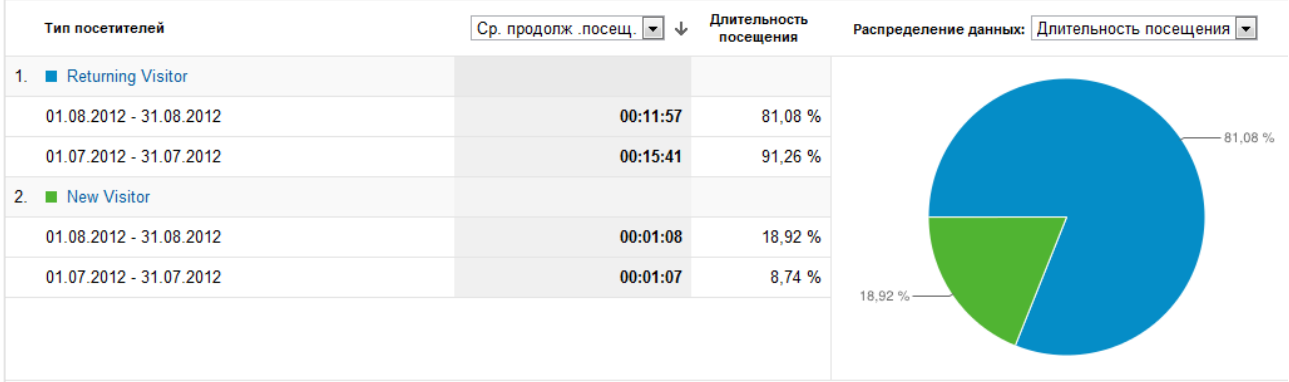 Тип посетителей
Ср. продолж .посещ.
Длительность
посещения
Распределение данных: Длительность посещения
1. Returning Visitor
01.08.2012 - 31.08.2012 00:11:57 81,08 %
01.07.2012 - 31.07.2012 00:15:41 91,26 %
2. New Visitor
01.08.2012 - 31.08.2012 00:01:08 18,92 %
01.07.2012 - 31.07.2012 00:01:07 8,74 %
81,08 %
18,92 %